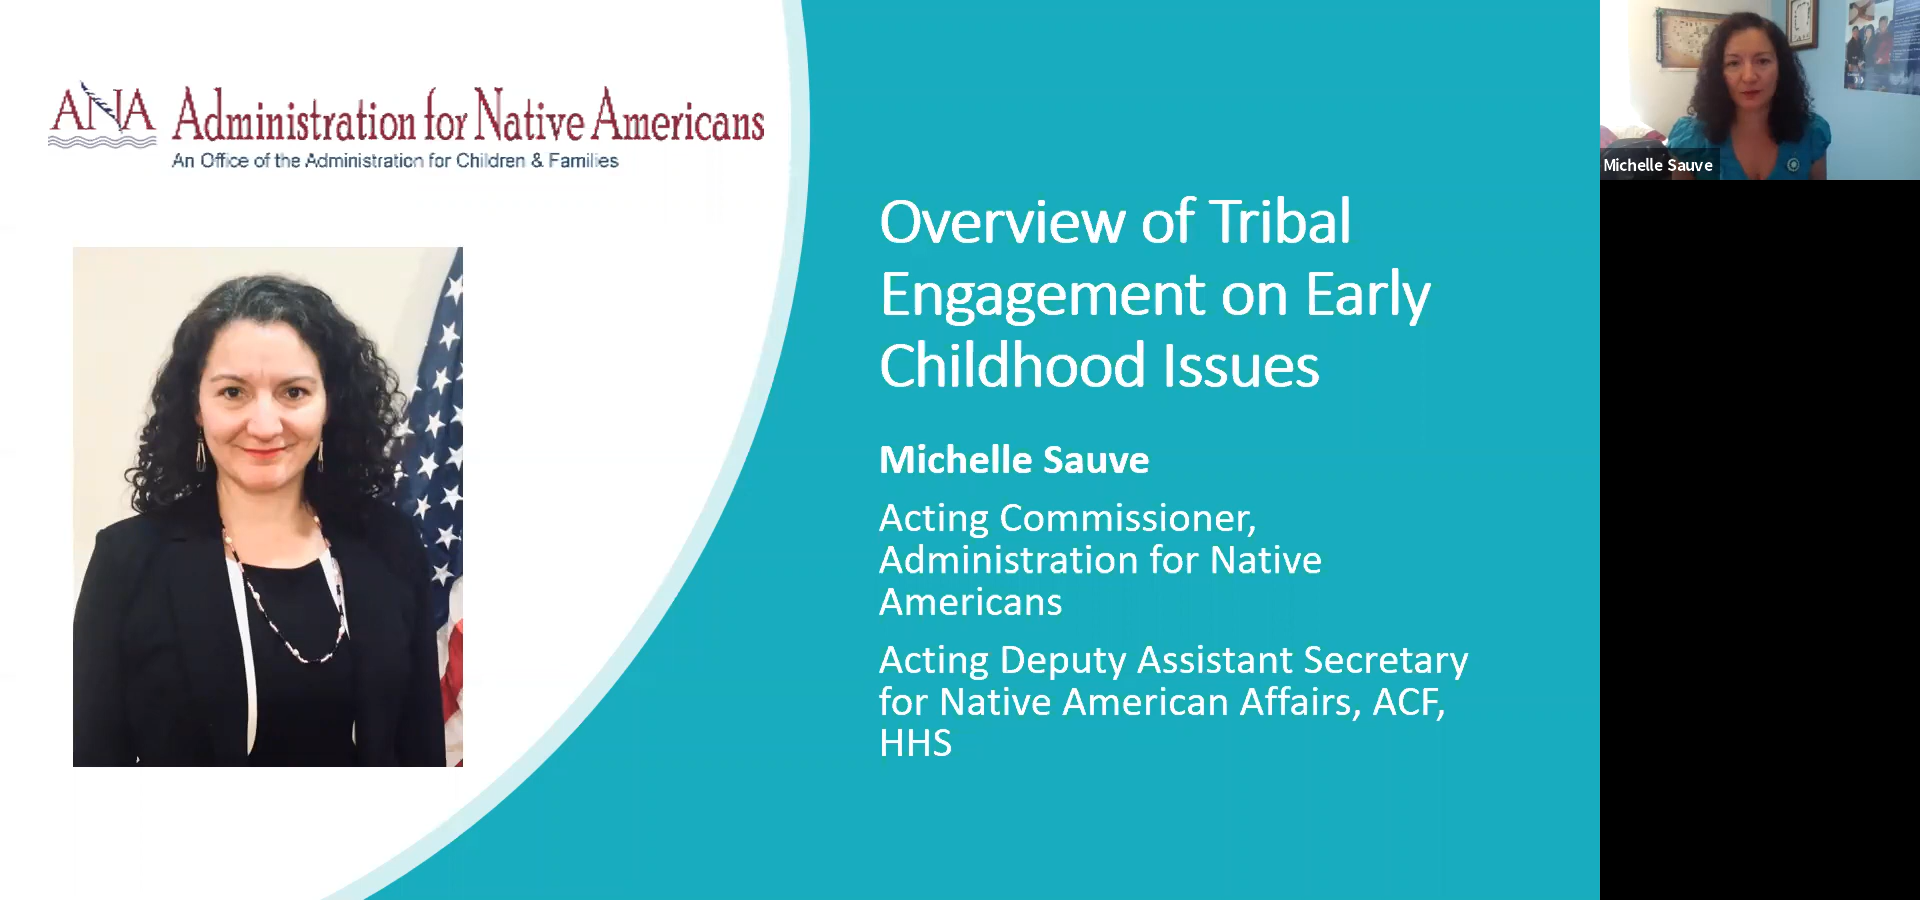 ANA Administration for Native Americans
An Office of the Administration for Children & Families
Overview of Tribal
Engagement on Early
Childhood Issues
Michelle Sauve
Acting Commissioner,
Administration for Native
Americans
Acting Deputy Assistant Secretary
for Native American Affairs, ACF,
HHS
Michelle Sauve